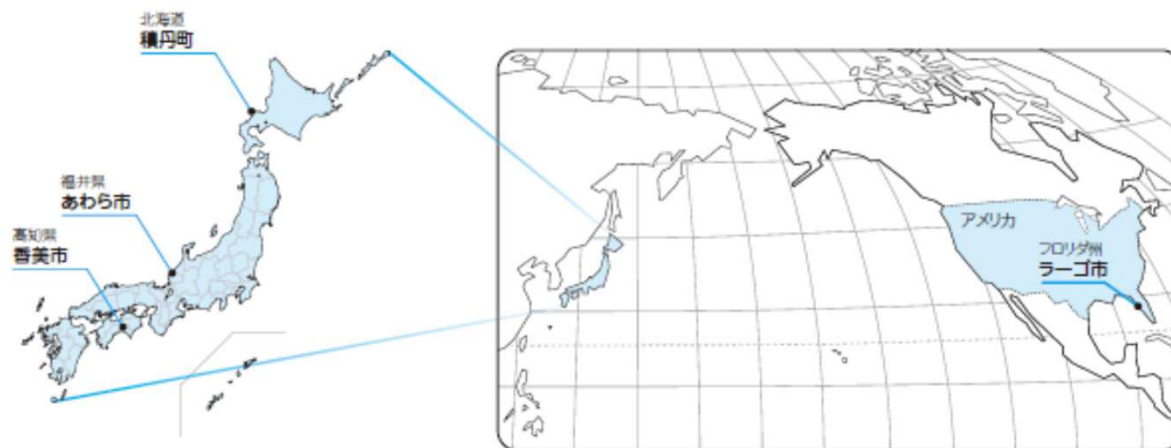 北海道
積丹町
福井県
あわら市
高知県
香美市
アメリカ
フロリダ州
ラーゴ市